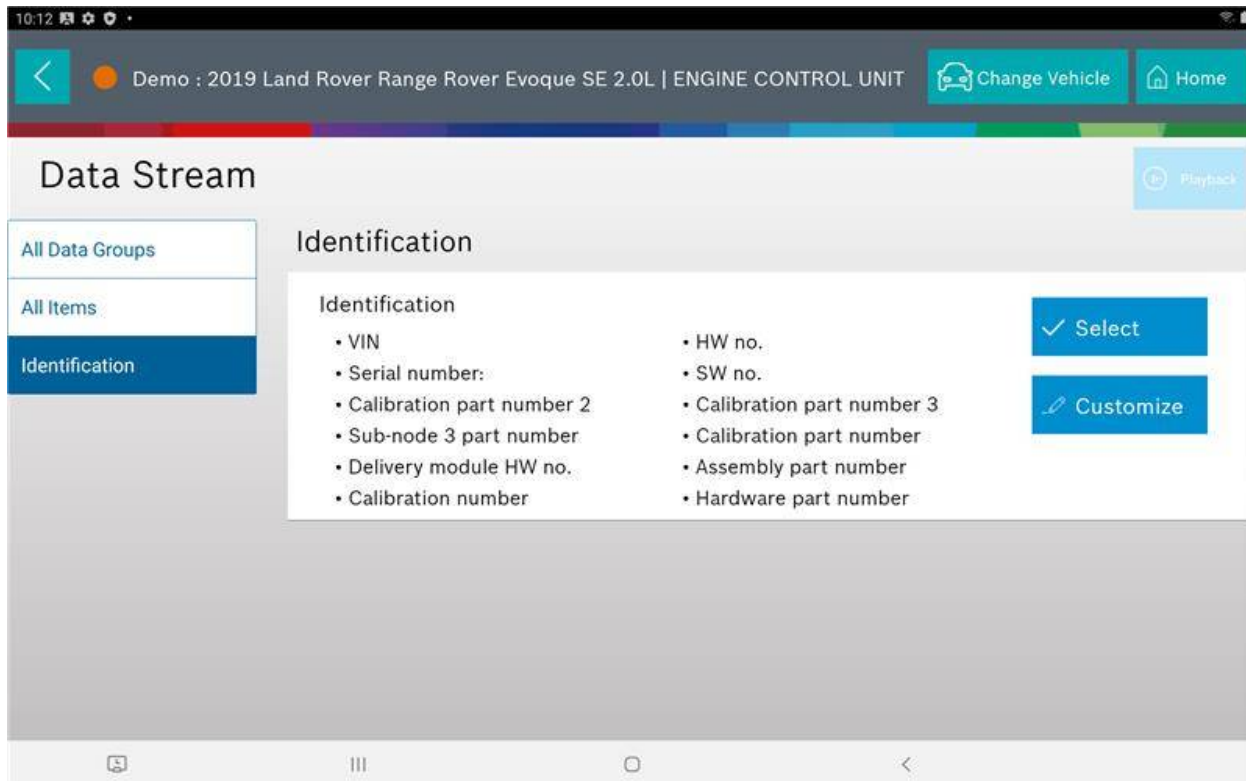 10:12
Demo : 2019 Land Rover Range Rover Evoque SE 2.0L | ENGINE CONTROL UNIT
Change Vehicle
Home
Data Stream
Playback
All Data Groups
All Items
Identification
Identification
Identification
• VIN
• Serial number:
• Calibration part number 2
• Sub-node 3 part number
• Delivery module HW no.
• Calibration number
• HW no.
• SW no.
• Calibration part number 3
• Calibration part number
• Assembly part number
• Hardware part number
Select
Customize